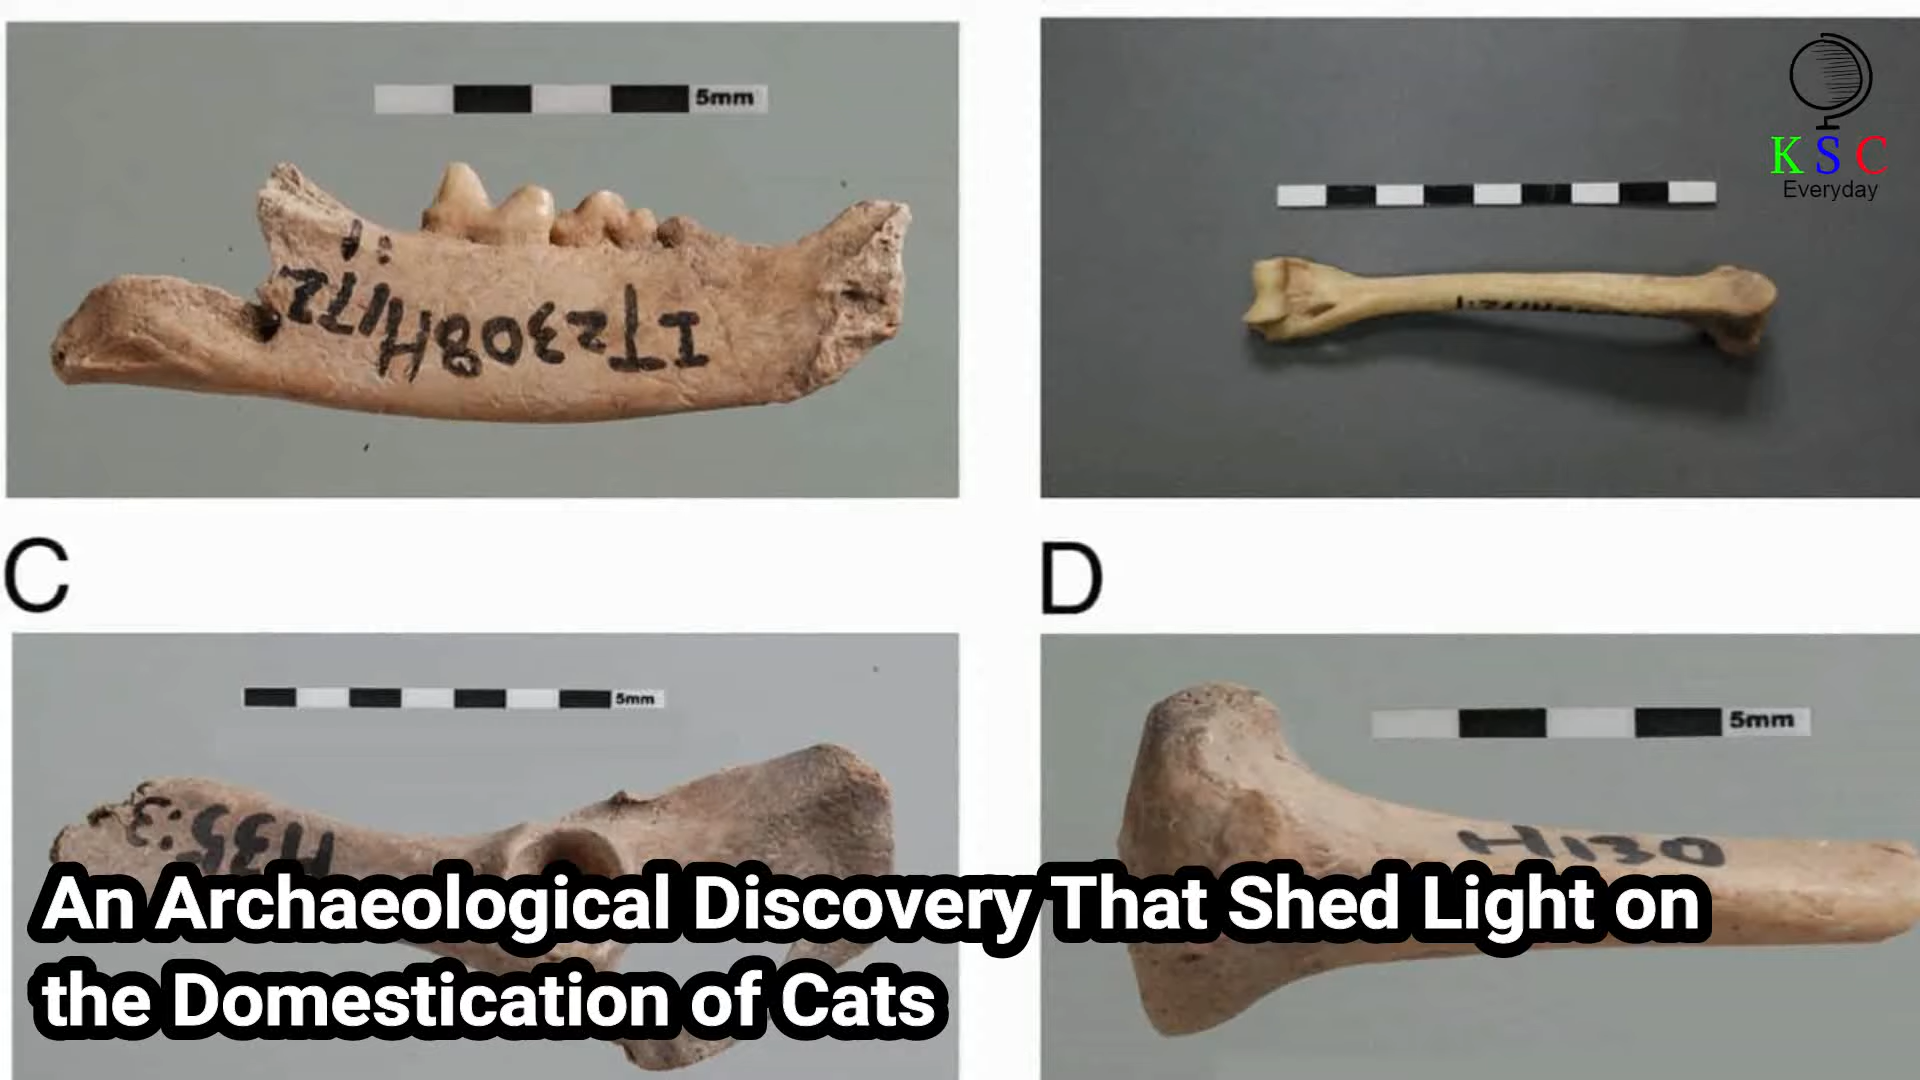 5mm
K S C
Everyday
IT2308H172
C
D
5mm
5mm
H35:3
H130
An Archaeological Discovery That Shed Light on
the Domestication of Cats